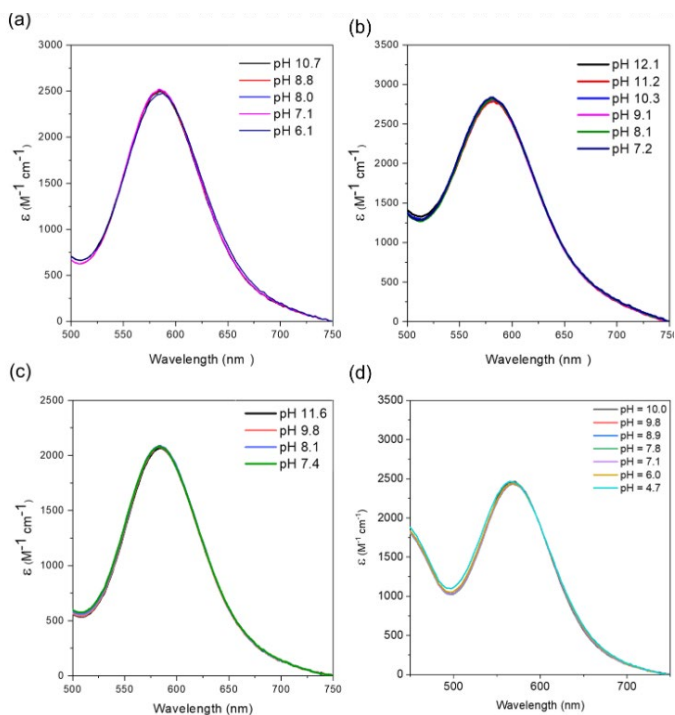 (a)
3000
2500
2000
1500
1000
500
0
500 550 600 650 700 750
ε (M⁻¹ cm⁻¹)
Wavelength (nm )
pH 10.7
pH 8.8
pH 8.0
pH 7.1
pH 6.1
(b)
3500
3000
2500
2000
1500
1000
500
0
500 550 600 650 700 750
ε (M⁻¹ cm⁻¹)
Wavelength (nm)
pH 12.1
pH 11.2
pH 10.3
pH 9.1
pH 8.1
pH 7.2
(c)
2500
2000
1500
1000
500
0
500 550 600 650 700 750
ε (M⁻¹ cm⁻¹)
Wavelength (nm)
pH 11.6
pH 9.8
pH 8.1
pH 7.4
(d)
3500
3000
2500
2000
1500
1000
500
0
500 600 700
ε (M⁻¹ cm⁻¹)
Wavelength (nm)
pH = 10.0
pH = 9.8
pH = 8.9
pH = 7.8
pH = 7.1
pH = 6.0
pH = 4.7